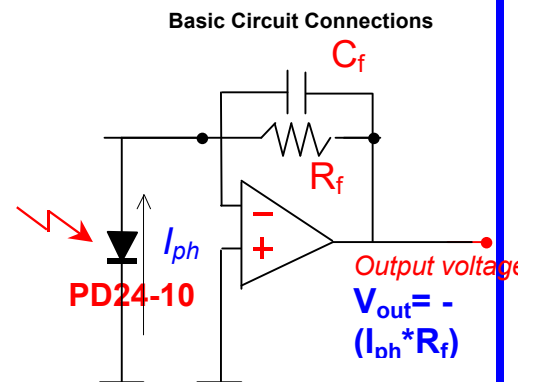 Basic Circuit Connections
Cf
Rf
Iph
PD24-10
−
+
Output voltage
Vout= -
(Iph*Rf)